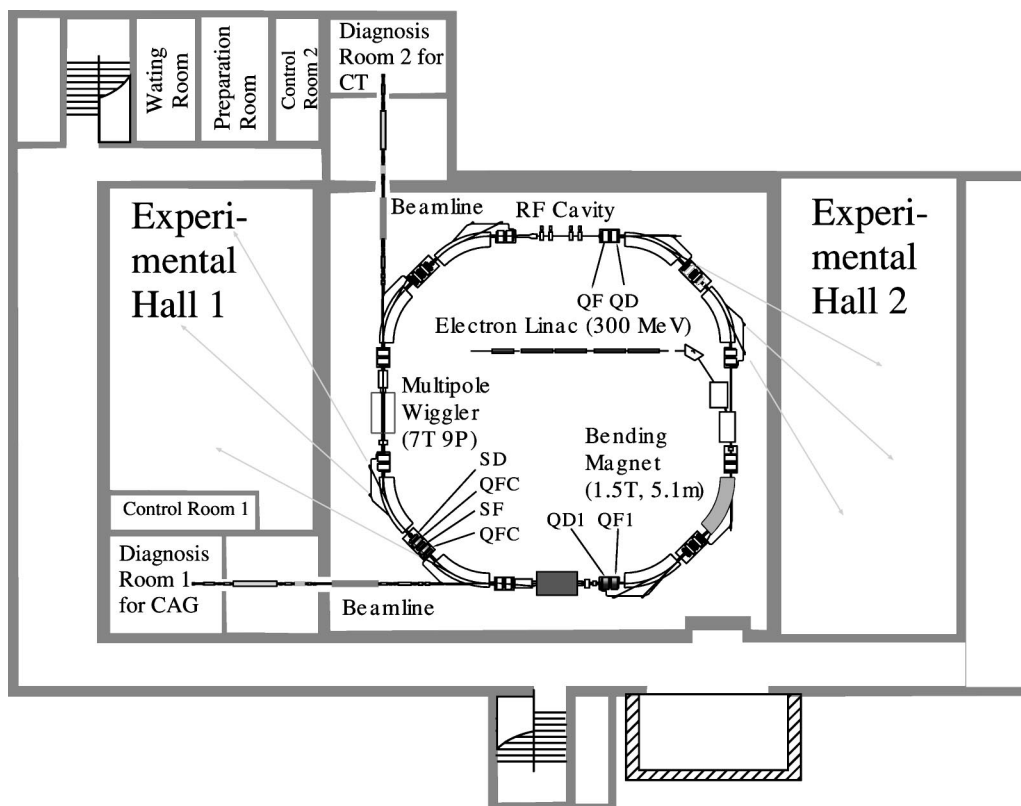 Wating
Room
Preparation
Room
Control
Room 2
Diagnosis
Room 2 for
CT
Experi-
mental
Hall 1
Beamline
RF Cavity
QF QD
Electron Linac (300 MeV)
Experi-
mental
Hall 2
Multipole
Wiggler
(7T 9P)
Bending
Magnet
(1.5T, 5.1m)
SD
QFC
SF
QFC
QD1 QF1
Control Room 1
Diagnosis
Room 1
for CAG
Beamline